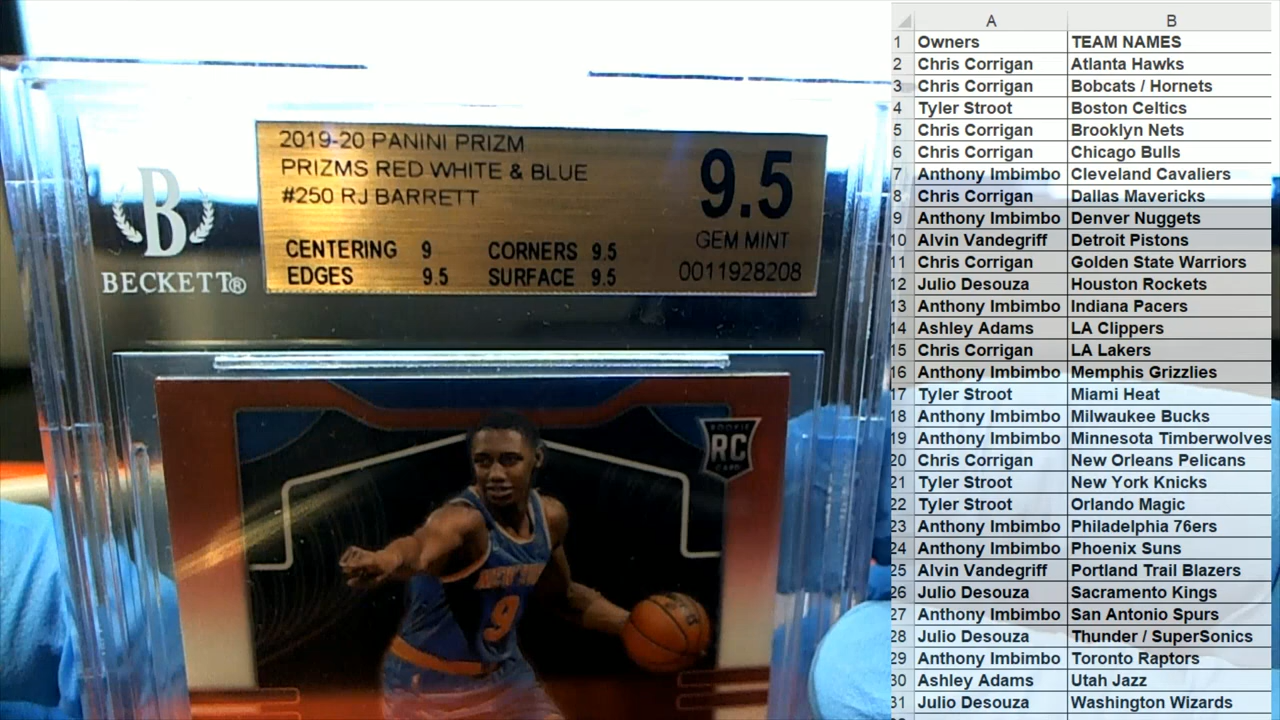 2019-20 PANINI PRIZM
PRIZMS RED WHITE & BLUE
#250 RJ BARRETT
9.5
GEM MINT
0011928208
CENTERING 9 CORNERS 9.5
EDGES 9.5 SURFACE 9.5
B
BECKETT®
ROOKIE
RC
CARD
NEW YORK
9
A B
1 Owners TEAM NAMES
2 Chris Corrigan Atlanta Hawks
3 Chris Corrigan Bobcats / Hornets
4 Tyler Stroot Boston Celtics
5 Chris Corrigan Brooklyn Nets
6 Chris Corrigan Chicago Bulls
7 Anthony Imbimbo Cleveland Cavaliers
8 Chris Corrigan Dallas Mavericks
9 Anthony Imbimbo Denver Nuggets
10 Alvin Vandegriff Detroit Pistons
11 Chris Corrigan Golden State Warriors
12 Julio Desouza Houston Rockets
13 Anthony Imbimbo Indiana Pacers
14 Ashley Adams LA Clippers
15 Chris Corrigan LA Lakers
16 Anthony Imbimbo Memphis Grizzlies
17 Tyler Stroot Miami Heat
18 Anthony Imbimbo Milwaukee Bucks
19 Anthony Imbimbo Minnesota Timberwolves
20 Chris Corrigan New Orleans Pelicans
21 Tyler Stroot New York Knicks
22 Tyler Stroot Orlando Magic
23 Anthony Imbimbo Philadelphia 76ers
24 Anthony Imbimbo Phoenix Suns
25 Alvin Vandegriff Portland Trail Blazers
26 Julio Desouza Sacramento Kings
27 Anthony Imbimbo San Antonio Spurs
28 Julio Desouza Thunder / SuperSonics
29 Anthony Imbimbo Toronto Raptors
30 Ashley Adams Utah Jazz
31 Julio Desouza Washington Wizards